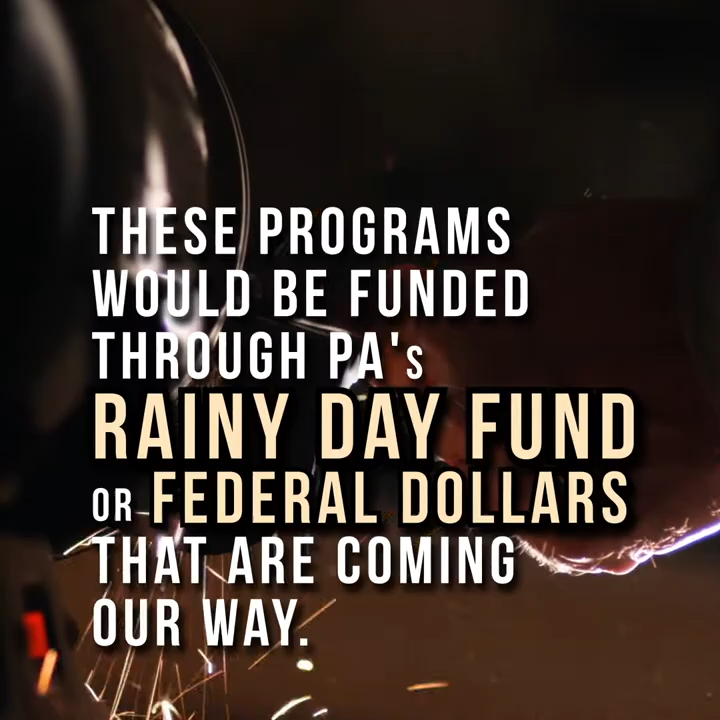 THESE PROGRAMS
WOULD BE FUNDED
THROUGH PA's
RAINY DAY FUND
OR FEDERAL DOLLARS
THAT ARE COMING
OUR WAY.